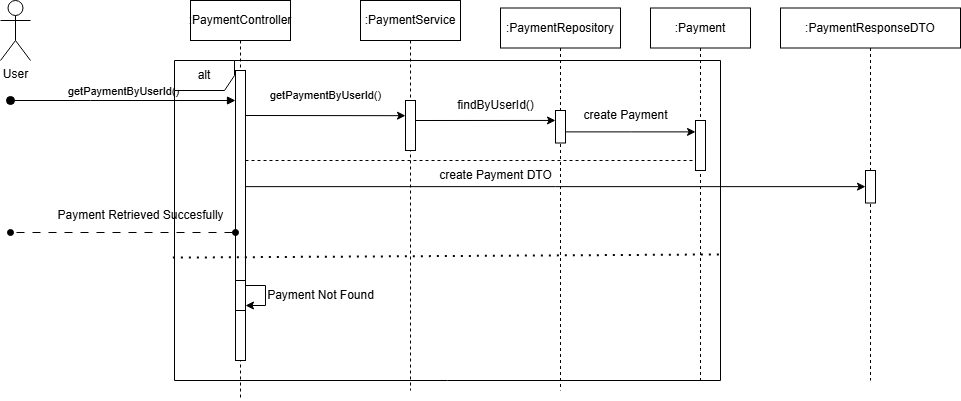 PaymentController
:PaymentService
:PaymentRepository
:Payment
:PaymentResponseDTO
User
alt
getPaymentByUserId()
getPaymentByUserId()
findByUserId()
create Payment
create Payment DTO
Payment Retrieved Succesfully
Payment Not Found